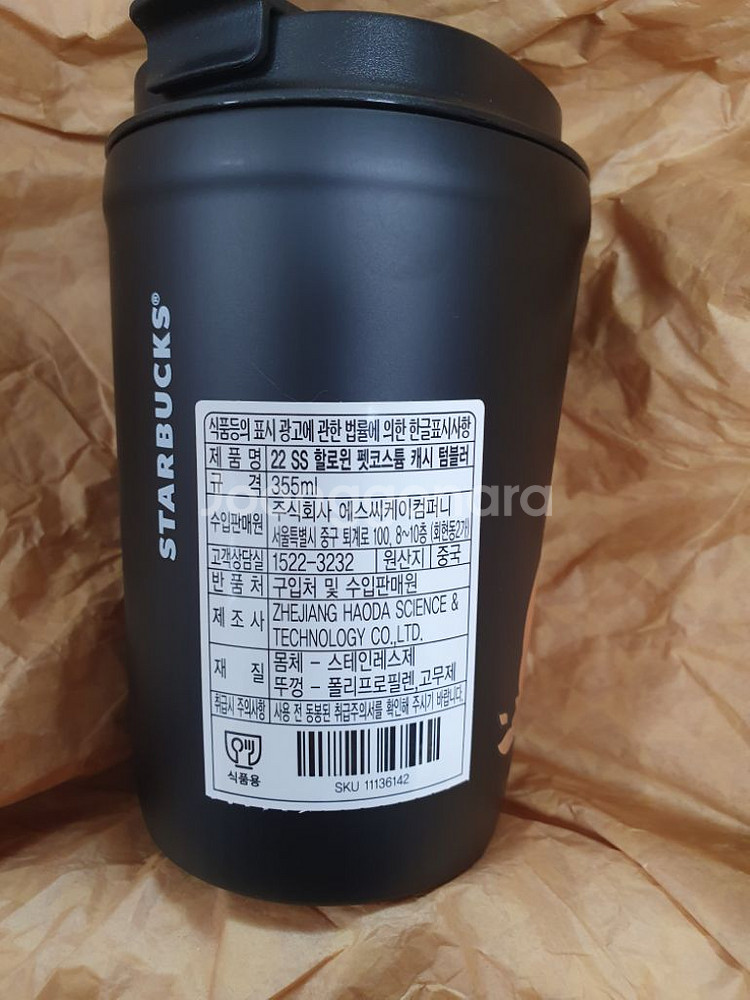 STARBUCKS®
식품등의 표시 광고에 관한 법률에 의한 한글표시사항
제 품 명 22 SS 할로윈 펫코스튬 캐시 텀블러
규 격 355ml
수입판매원 주식회사 에스씨케이컴퍼니
서울특별시 중구 퇴계로 100, 8~10층 (회현동2가)
고객상담실 1522-3232 원산지 중국
반 품 처 구입처 및 수입판매원
제 조 사 ZHEJIANG HAODA SCIENCE &
TECHNOLOGY CO.,LTD.
재 질 몸체 - 스테인레스제
뚜껑 - 폴리프로필렌,고무제
취급시 주의사항 사용 전 동봉된 취급주의서를 확인해 주시기 바랍니다.
식품용
SKU 11136142
Joonggonara